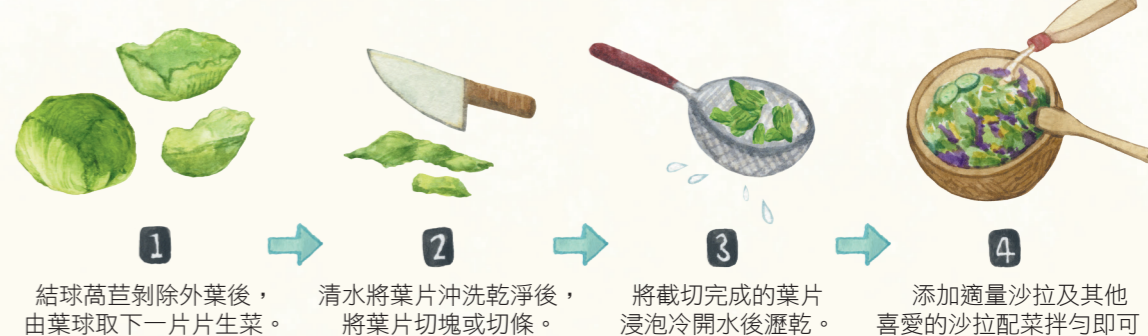 1
結球萵苣剝除外葉後，
由葉球取下一片片生菜。
2
清水將葉片沖洗乾淨後，
將葉片切塊或切條。
3
將截切完成的葉片
浸泡冷開水後瀝乾。
4
添加適量沙拉及其他
喜愛的沙拉配菜拌勻即可